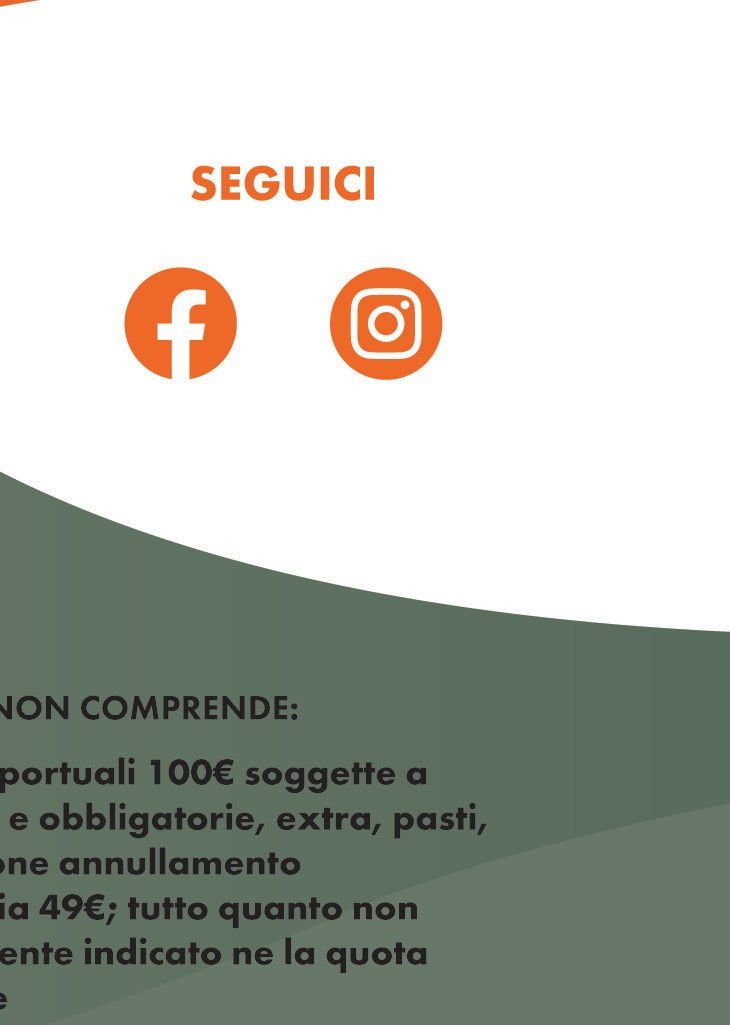 SEGUICI
NON COMPRENDE:
portuali 100€ soggette a
e obbligatorie, extra, pasti,
one annullamento
ia 49€; tutto quanto non
ente indicato ne la quota
e